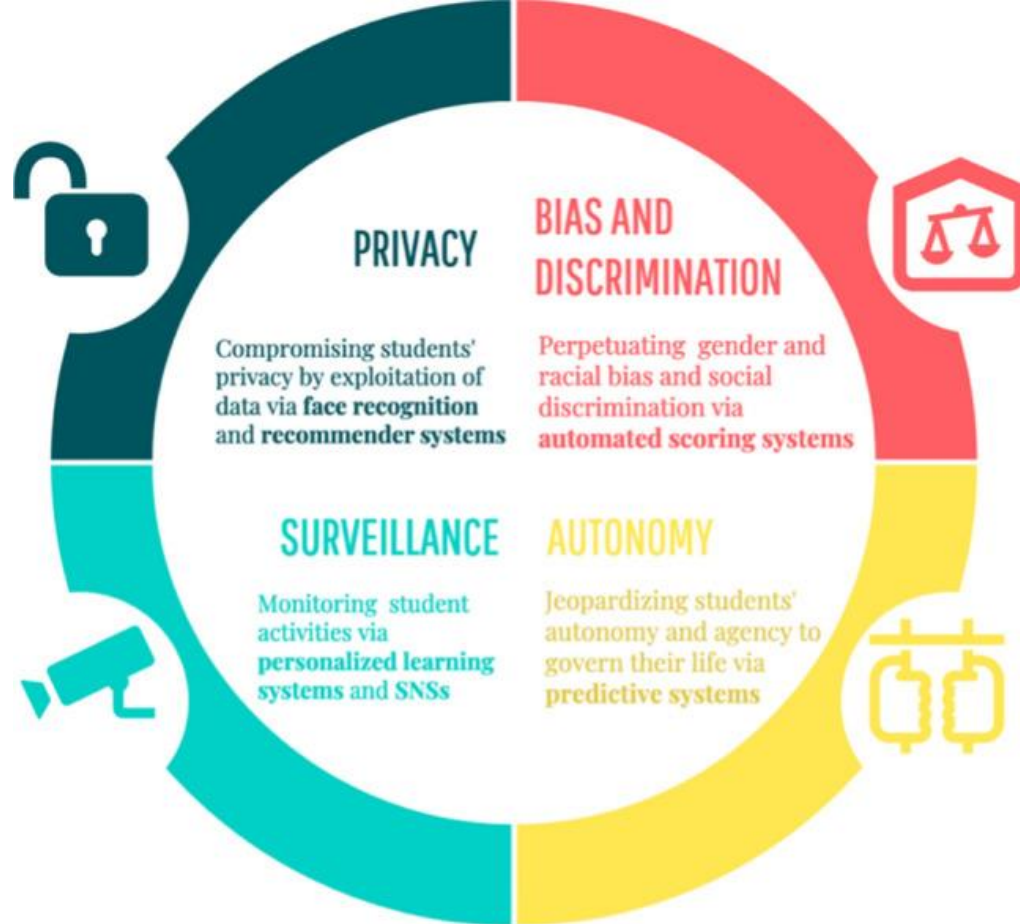 PRIVACY
Compromising students'
privacy by exploitation of
data via face recognition
and recommender systems
BIAS AND
DISCRIMINATION
Perpetuating gender and
racial bias and social
discrimination via
automated scoring systems
SURVEILLANCE
Monitoring student
activities via
personalized learning
systems and SNSs
AUTONOMY
Jeopardizing students'
autonomy and agency to
govern their life via
predictive systems